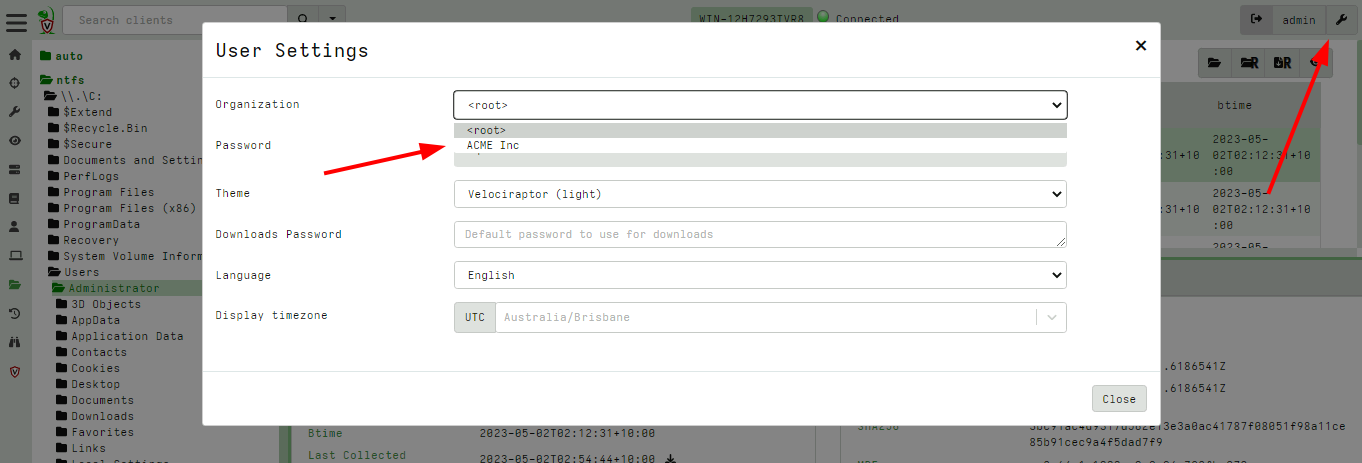 Search clients
WIN-12H7293TVR8 Connected
admin
User Settings
×
Organization
<root>
<root>
ACME Inc
Password
Theme
Velociraptor (light)
Downloads Password
Default password to use for downloads
Language
English
Display timezone
UTC
Australia/Brisbane
Close
auto
ntfs
\\.\C:
$Extend
$Recycle.Bin
$Secure
Documents and Settin
PerfLogs
Program Files
Program Files (x86)
ProgramData
Recovery
System Volume Inform
Users
Administrator
3D Objects
AppData
Application Data
Contacts
Cookies
Desktop
Documents
Downloads
Favorites
Links
btime
2023-05-
02T02:12:31+10
:00
2023-05-
02T02:12:31+10
:00
2023-05-
.6186541Z
.6186541Z
Btime
2023-05-02T02:12:31+10:00
Last Collected
2023-05-02T02:54:44+10:00
85b91cec9a4f5dad7f9